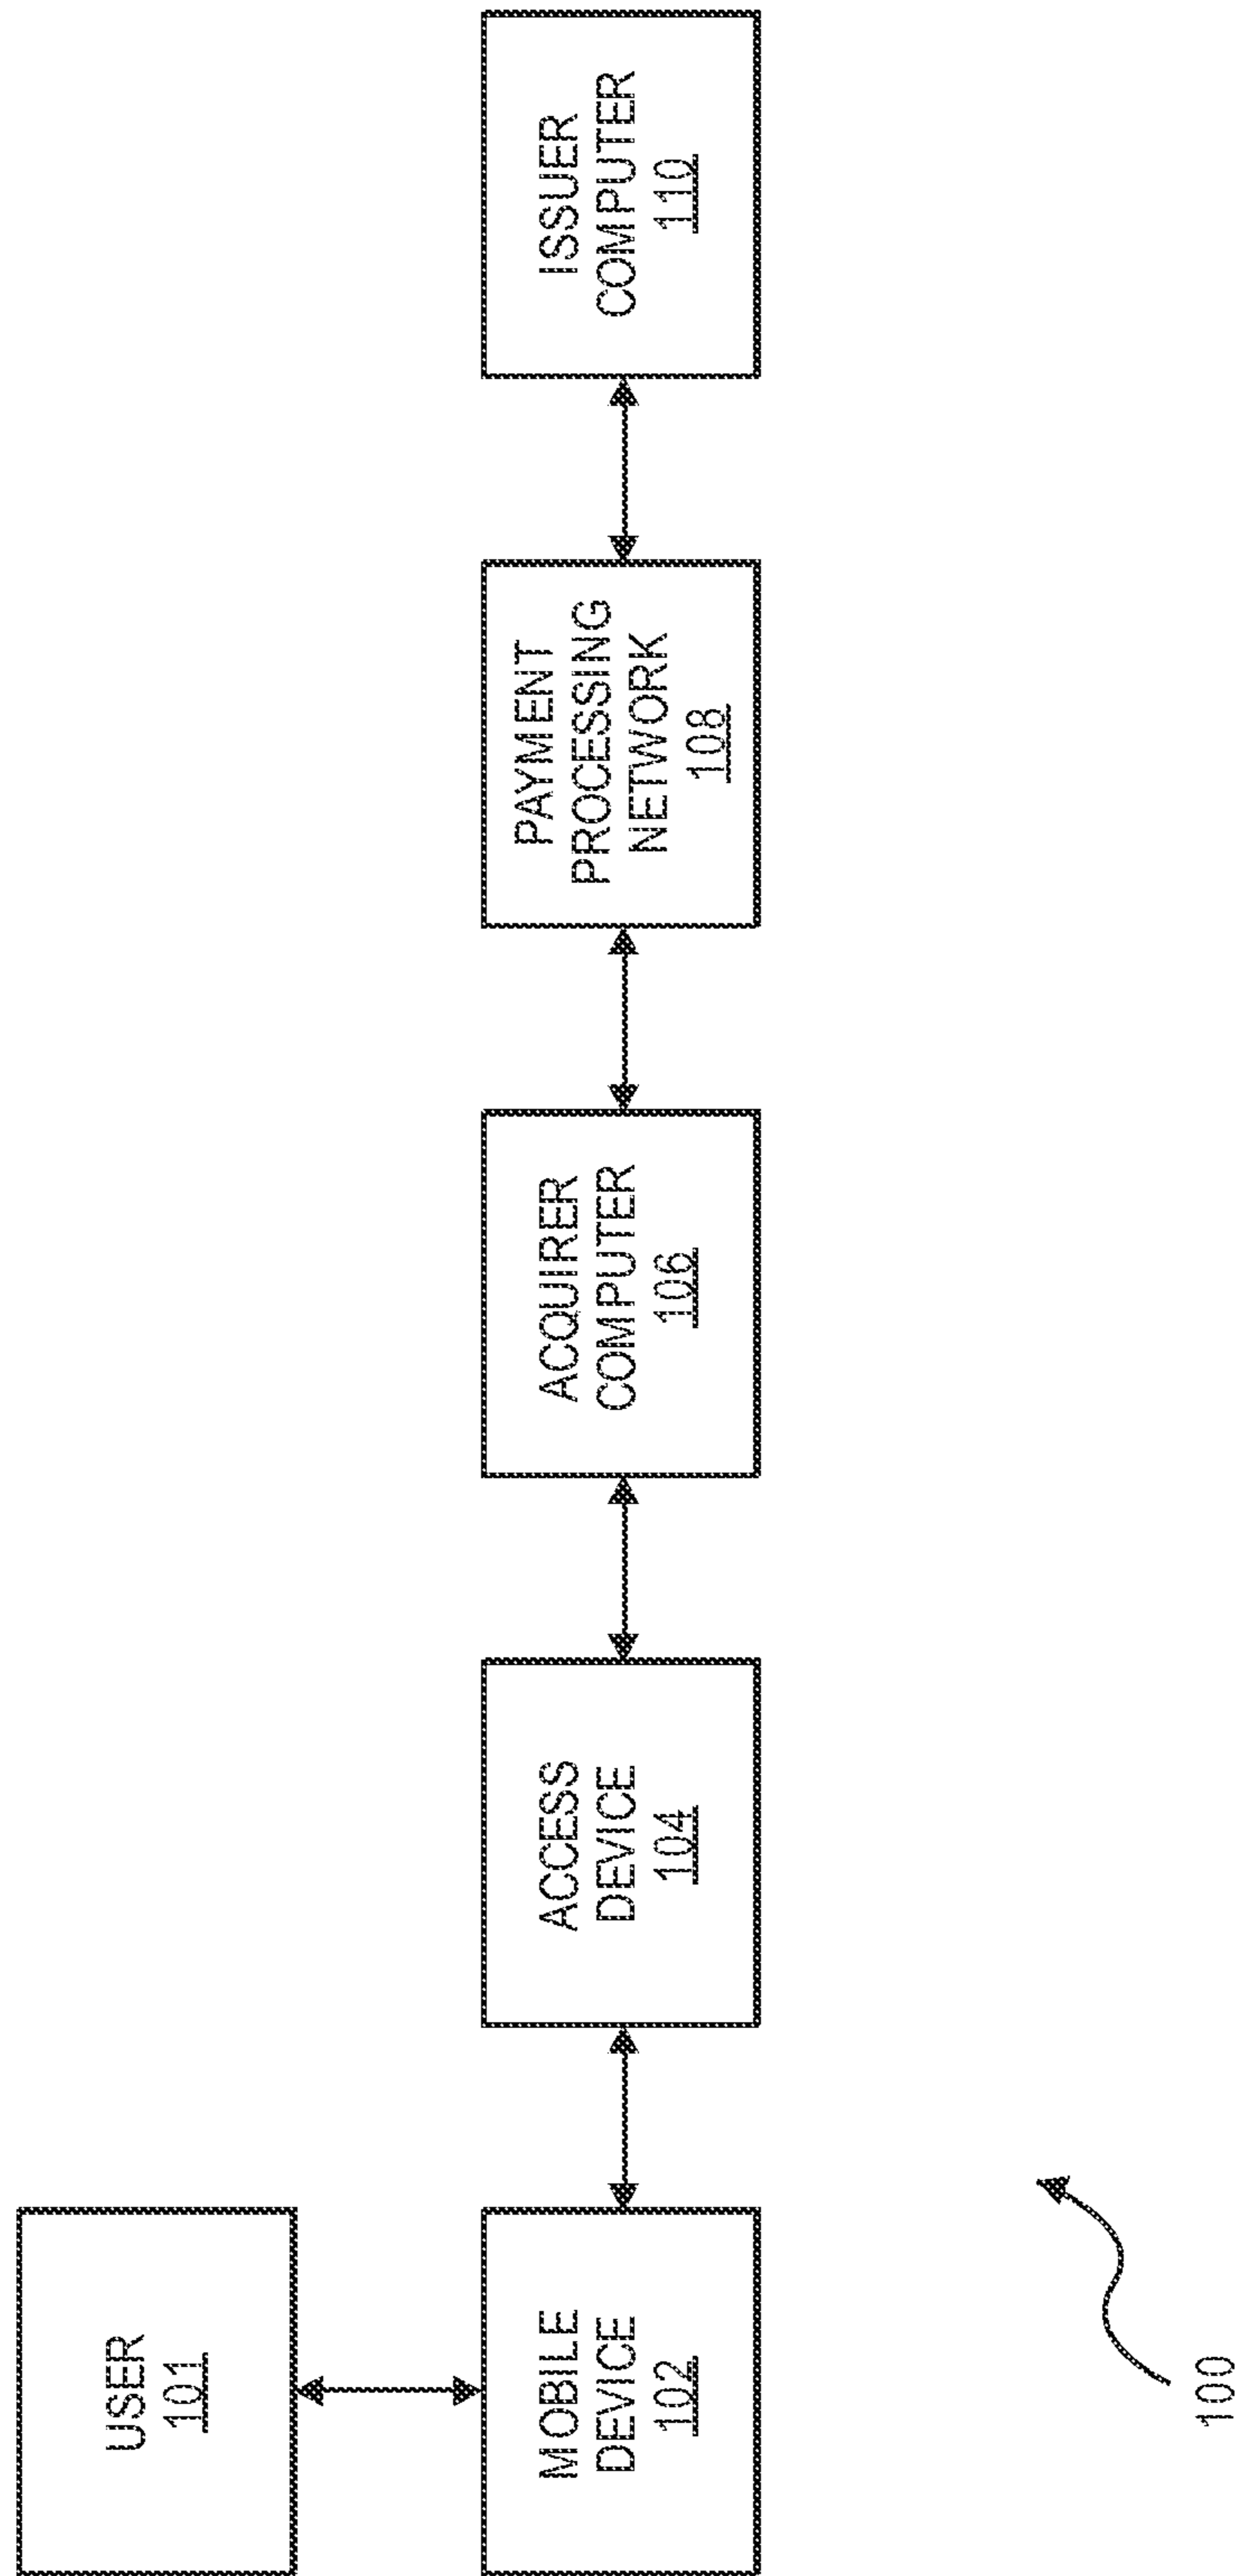 USER
101
MOBILE
DEVICE
102
ACCESS
DEVICE
104
ACQUIRER
COMPUTER
106
PAYMENT
PROCESSING
NETWORK
108
ISSUER
COMPUTER
110
100